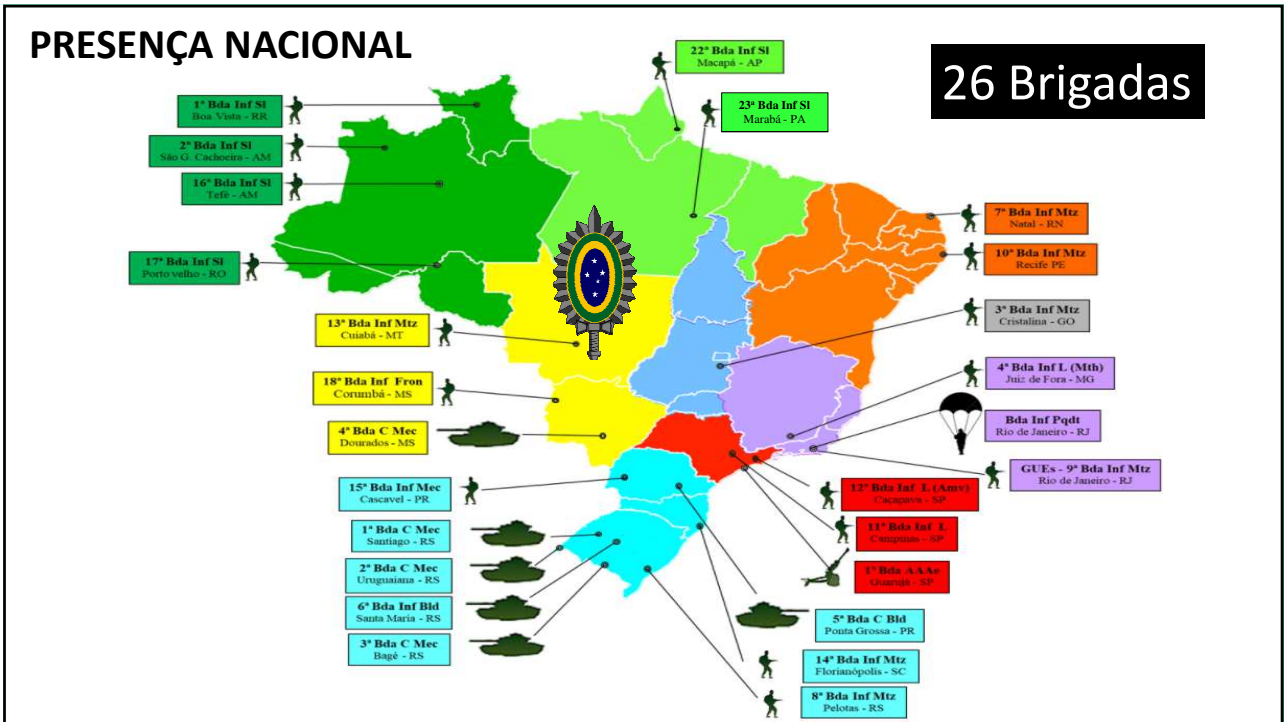 PRESENÇA NACIONAL
26 Brigadas
22ª Bda Inf Sl
Macapá - AP
23ª Bda Inf Sl
Marabá - PA
1ª Bda Inf Sl
Boa Vista - RR
2ª Bda Inf Sl
São G. Cachoeira - AM
16ª Bda Inf Sl
Tefé - AM
17ª Bda Inf Sl
Porto velho - RO
7ª Bda Inf Mtz
Natal - RN
10ª Bda Inf Mtz
Recife PE
3ª Bda Inf Mtz
Cristalina - GO
13ª Bda Inf Mtz
Cuiabá - MT
18ª Bda Inf Fron
Corumbá - MS
4ª Bda C Mec
Dourados - MS
4ª Bda Inf L (Mth)
Juiz de Fora - MG
Bda Inf Pqdt
Rio de Janeiro - RJ
GUEs - 9ª Bda Inf Mtz
Rio de Janeiro - RJ
15ª Bda Inf Mec
Cascavel - PR
12ª Bda Inf L (Amv)
Caçapava - SP
11ª Bda Inf L
Campinas - SP
1ª Bda AAAe
Guarujá - SP
1ª Bda C Mec
Santiago - RS
2ª Bda C Mec
Uruguaiana - RS
6ª Bda Inf Bld
Santa Maria - RS
3ª Bda C Mec
Bagé - RS
5ª Bda C Bld
Ponta Grossa - PR
14ª Bda Inf Mtz
Florianópolis - SC
8ª Bda Inf Mtz
Pelotas - RS